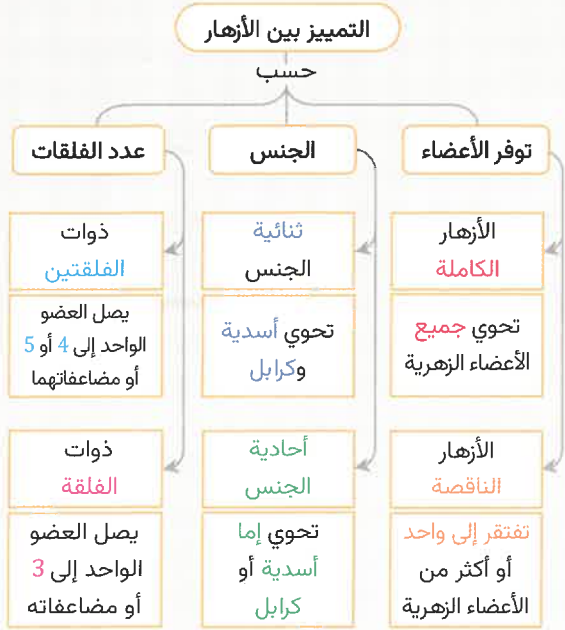 التمييز بين الأزهار
حسب
توفر الأعضاء
الجنس
عدد الفلقات
الأزهار
الكاملة
تحوي جميع
الأعضاء الزهرية
الأزهار
الناقصة
تفتقر إلى واحد
أو أكثر من
الأعضاء الزهرية
ثنائية
الجنس
تحوي أسدية
وكرابل
أحادية
الجنس
تحوي إما
أسدية أو
كرابل
ذوات
الفلقتين
يصل العضو
الواحد إلى 4 أو 5
أو مضاعفاتهما
ذوات
الفلقة
يصل العضو
الواحد إلى 3
أو مضاعفاته